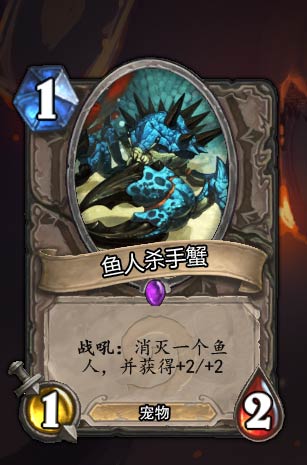 1
鱼人杀手蟹
战吼：消灭一个鱼
人，并获得+2/+2
1
宠物
2